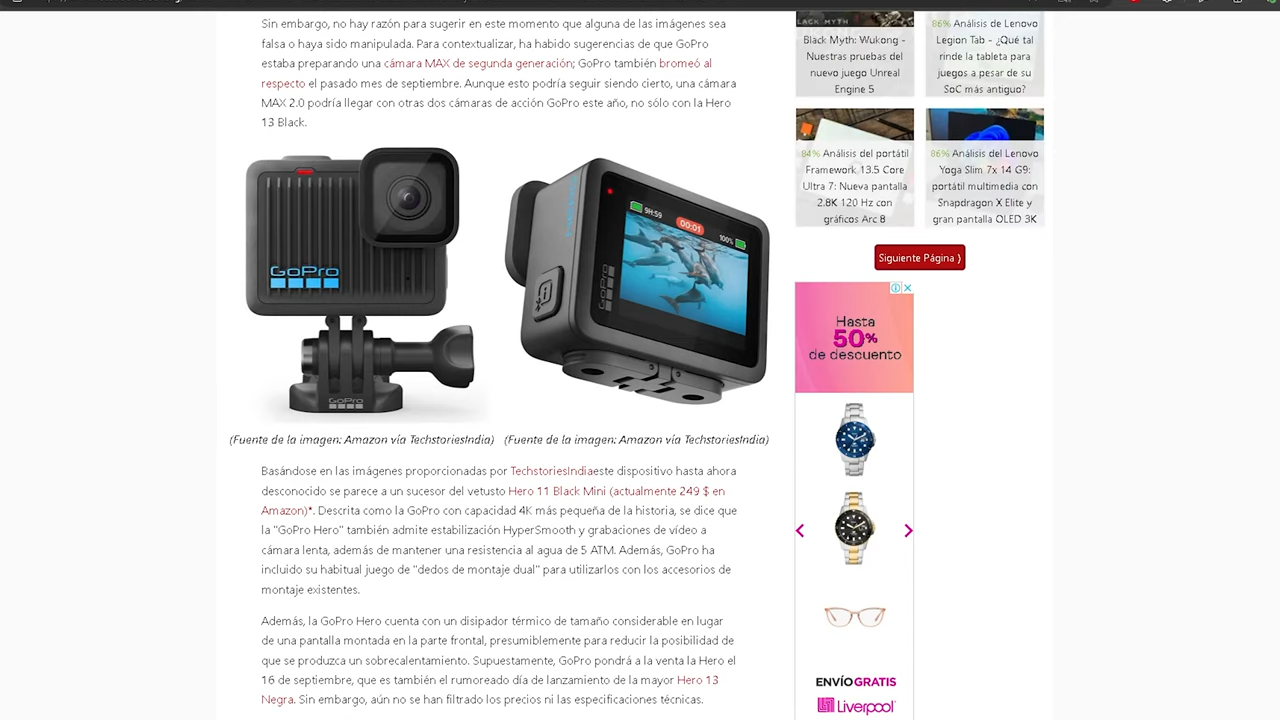 Sin embargo, no hay razón para sugerir en este momento que alguna de las imágenes sea
falsa o haya sido manipulada. Para contextualizar, ha habido sugerencias de que GoPro
estaba preparando una cámara MAX de segunda generación; GoPro también bromeó al
respecto el pasado mes de septiembre. Aunque esto podría seguir siendo cierto, una cámara
MAX 2.0 podría llegar con otras dos cámaras de acción GoPro este año, no sólo con la Hero
13 Black.
GoPro
GoPro
9H:59
00:01
100%
GoPro
(Fuente de la imagen: Amazon vía TechstoriesIndia)
(Fuente de la imagen: Amazon vía TechstoriesIndia)
Basándose en las imágenes proporcionadas por TechstoriesIndiaeste dispositivo hasta ahora
desconocido se parece a un sucesor del vetusto Hero 11 Black Mini (actualmente 249 $ en
Amazon)*. Descrita como la GoPro con capacidad 4K más pequeña de la historia, se dice que
la "GoPro Hero" también admite estabilización HyperSmooth y grabaciones de vídeo a
cámara lenta, además de mantener una resistencia al agua de 5 ATM. Además, GoPro ha
incluido su habitual juego de "dedos de montaje dual" para utilizarlos con los accesorios de
montaje existentes.
Además, la GoPro Hero cuenta con un disipador térmico de tamaño considerable en lugar
de una pantalla montada en la parte frontal, presumiblemente para reducir la posibilidad de
que se produzca un sobrecalentamiento. Supuestamente, GoPro pondrá a la venta la Hero el
16 de septiembre, que es también el rumoreado día de lanzamiento de la mayor Hero 13
Negra. Sin embargo, aún no se han filtrado los precios ni las especificaciones técnicas.
BLACK MYTH
Black Myth: Wukong -
Nuestras pruebas del
nuevo juego Unreal
Engine 5
86% Análisis de Lenovo
Legion Tab - ¿Qué tal
rinde la tableta para
juegos a pesar de su
SoC más antiguo?
84% Análisis del portátil
Framework 13.5 Core
Ultra 7: Nueva pantalla
2.8K 120 Hz con
gráficos Arc 8
86% Análisis del Lenovo
Yoga Slim 7x 14 G9:
portátil multimedia con
Snapdragon X Elite y
gran pantalla OLED 3K
Siguiente Página ⟩
Hasta
50%
de descuento
ENVÍO GRATIS
Liverpool